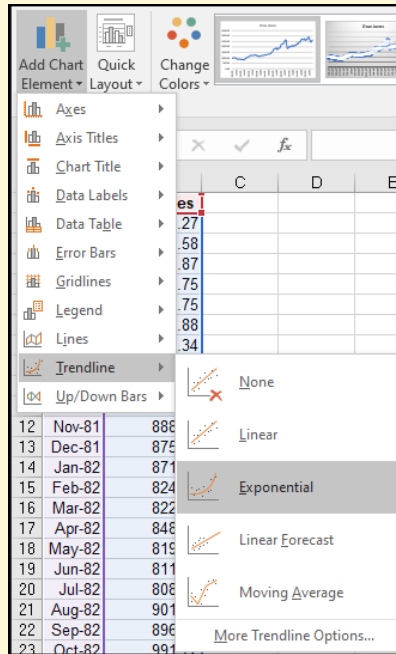 Add Chart Element Quick Layout Change Colors
Axes
Axis Titles
Chart Title
Data Labels
Data Table
Error Bars
Gridlines
Legend
Lines
Trendline
Up/Down Bars
fx
C D E
es
.27
.58
.87
.75
.75
.88
.34
None
Linear
Exponential
Linear Forecast
Moving Average
More Trendline Options...
12 Nov-81 888
13 Dec-81 875
14 Jan-82 871
15 Feb-82 824
16 Mar-82 822
17 Apr-82 848
18 May-82 819
19 Jun-82 811
20 Jul-82 808
21 Aug-82 901
22 Sep-82 896
23 Oct-82 991